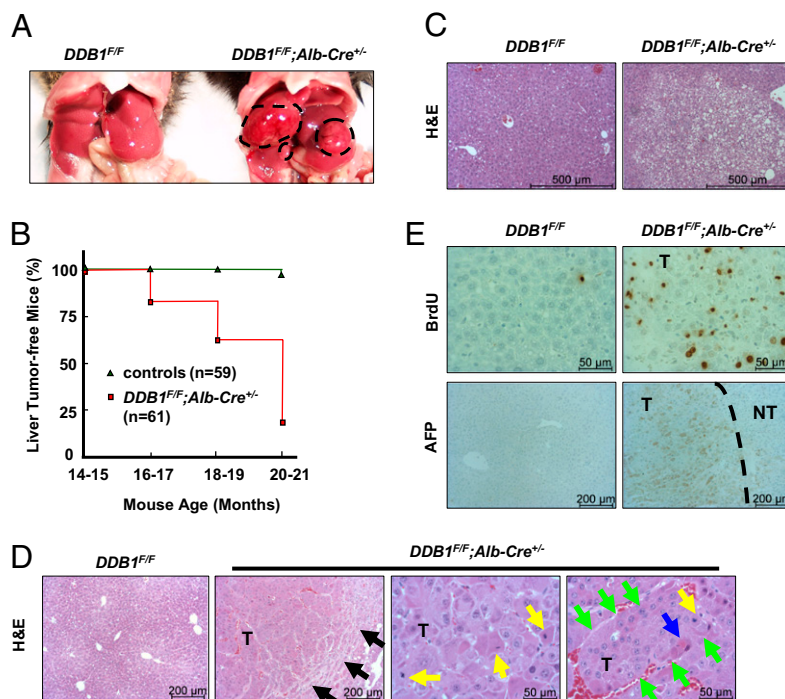 A
DDB1F/F
DDB1F/F;Alb-Cre+/-
B
Liver Tumor-free Mice (%)
100
75
50
25
0
controls (n=59)
DDB1F/F;Alb-Cre+/-
(n=61)
14-15
16-17
18-19
20-21
Mouse Age (Months)
C
DDB1F/F
DDB1F/F;Alb-Cre+/-
H&E
500 µm
500 µm
E
DDB1F/F
DDB1F/F;Alb-Cre+/-
BrdU
50 µm
T
50 µm
AFP
200 µm
T
NT
200 µm
D
DDB1F/F
DDB1F/F;Alb-Cre+/-
H&E
200 µm
T
200 µm
T
50 µm
T
50 µm